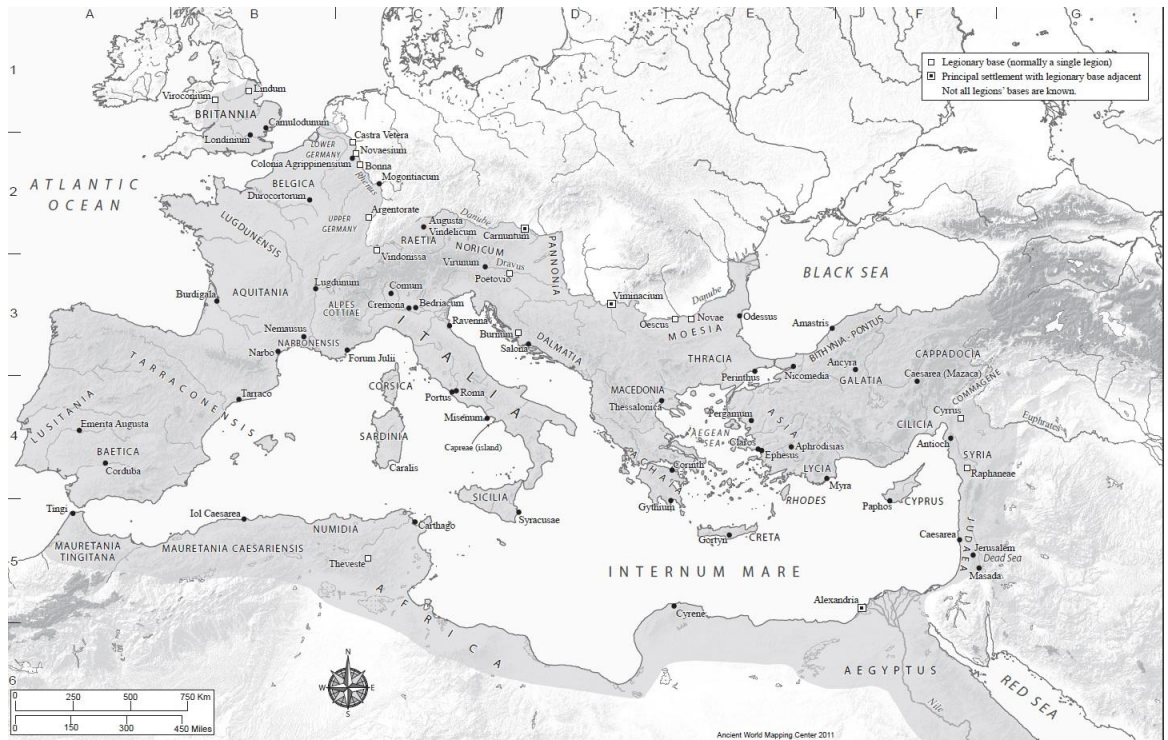 A
B
C
D
E
F
G
1
2
3
4
5
6
Legionary base (normally a single legion)
Principal settlement with legionary base adjacent
Not all legions' bases are known.
Viroconium
Lindum
BRITANNIA
Camulodunum
Londinium
LOWER
GERMANY
Castra Vetera
Novaesium
Colonia Agrippinensium
Bonna
Rhenus
Mogontiacum
ATLANTIC
OCEAN
BELGICA
Durocortorum
LUGDUNENSIS
UPPER
GERMANY
Argentorate
Augusta
Vindelicum
Danube
Carnuntum
RAETIA
NORICUM
PANNONIA
Vindonissa
Virunum
Dravus
Poetovio
Lugdunum
Comum
AQUITANIA
Burdigala
ALPES
COTTIAE
Cremona
Bedriacum
Viminacium
Danube
BLACK SEA
Oescus
Novae
MOESIA
Odessus
Amastris
Ravenna
Burnum
Salona
DALMATIA
Nemausus
NARBONENSIS
Narbo
Forum Julii
ITALIA
BITHYNIA-PONTUS
THRACIA
Perinthus
Nicomedia
Ancyra
GALATIA
CAPPADOCIA
Caesarea (Mazaca)
COMMAGENE
TARRACONENSIS
Tarraco
CORSICA
Portus
Roma
MACEDONIA
Thessalonica
LUSITANIA
Emerita Augusta
BAETICA
Corduba
SARDINIA
Caralis
Misenum
Capreae (island)
Pergamum
ASIA
AEGEAN
SEA
Claros
Ephesus
Aphrodisias
LYCIA
Myra
CILICIA
Cyrrus
Euphrates
Antioch
SYRIA
Raphaneae
ACHAIA
Corinth
Gythium
RHODES
CYPRUS
Paphos
SICILIA
Syracusae
Tingi
Iol Caesarea
NUMIDIA
Carthago
MAURETANIA
TINGITANA
MAURETANIA CAESARIENSIS
Theveste
Gortyn
CRETA
Caesarea
JUDAEA
Jerusalem
Dead Sea
Masada
INTERNUM MARE
AFRICA
Cyrene
Alexandria
AEGYPTUS
Nile
RED SEA
N
W
E
S
0 250 500 750 Km
0 150 300 450 Miles
Ancient World Mapping Center 2011